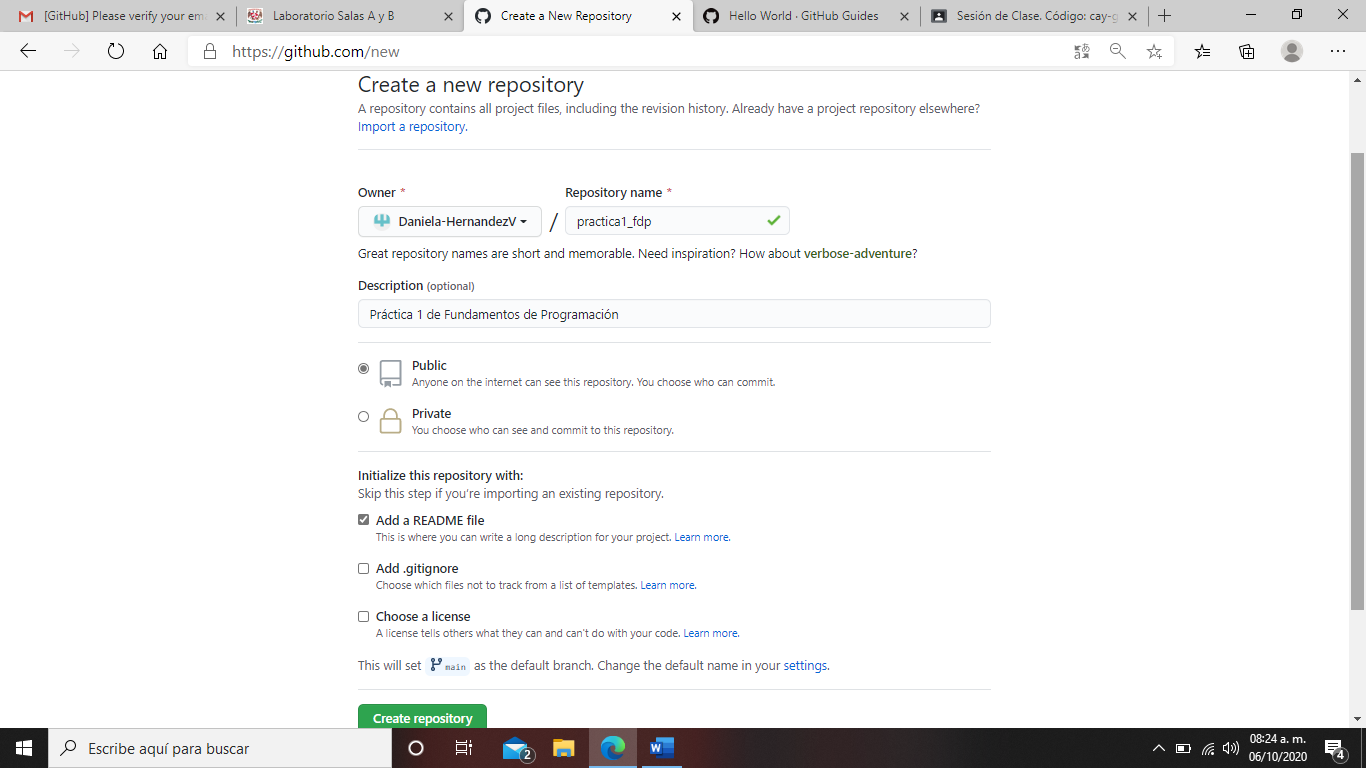 [GitHub] Please verify your em
Laboratorio Salas A y B
Create a New Repository
Hello World · GitHub Guides
Sesión de Clase. Código: cay-g
https://github.com/new
Create a new repository
A repository contains all project files, including the revision history. Already have a project repository elsewhere?
Import a repository.
Owner *
Repository name *
Daniela-HernandezV
/
practica1_fdp
Great repository names are short and memorable. Need inspiration? How about verbose-adventure?
Description (optional)
Práctica 1 de Fundamentos de Programación
Public
Anyone on the internet can see this repository. You choose who can commit.
Private
You choose who can see and commit to this repository.
Initialize this repository with:
Skip this step if you're importing an existing repository.
Add a README file
This is where you can write a long description for your project. Learn more.
Add .gitignore
Choose which files not to track from a list of templates. Learn more.
Choose a license
A license tells others what they can and can't do with your code. Learn more.
This will set main as the default branch. Change the default name in your settings.
Create repository
Escribe aquí para buscar
2
08:24 a. m.
06/10/2020
4